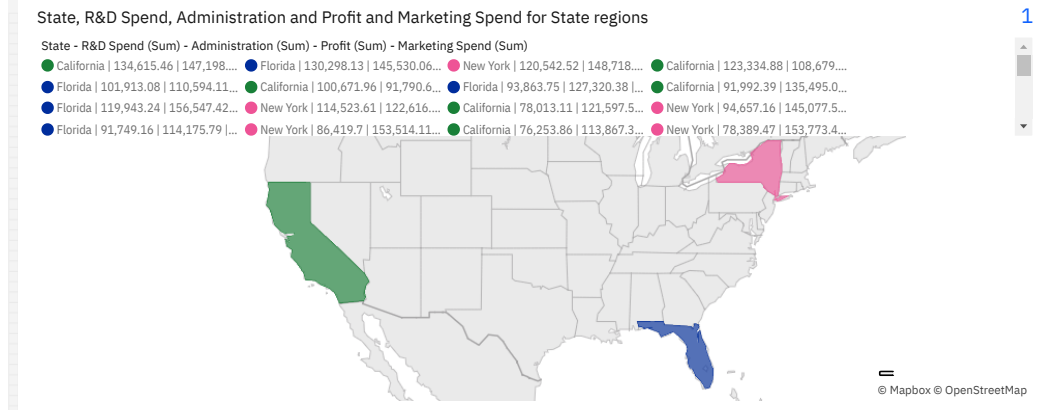 State, R&D Spend, Administration and Profit and Marketing Spend for State regions
1
State - R&D Spend (Sum) - Administration (Sum) - Profit (Sum) - Marketing Spend (Sum)
California | 134,615.46 | 147,198.... Florida | 130,298.13 | 145,530.06... New York | 120,542.52 | 148,718.... California | 123,334.88 | 108,679....
Florida | 101,913.08 | 110,594.11... California | 100,671.96 | 91,790.6... Florida | 93,863.75 | 127,320.38 |... California | 91,992.39 | 135,495.0...
Florida | 119,943.24 | 156,547.42... New York | 114,523.61 | 122,616.... California | 78,013.11 | 121,597.5... New York | 94,657.16 | 145,077.5...
Florida | 91,749.16 | 114,175.79 |... New York | 86,419.7 | 153,514.11... California | 76,253.86 | 113,867.3... New York | 78,389.47 | 153,773.4...
© Mapbox © OpenStreetMap